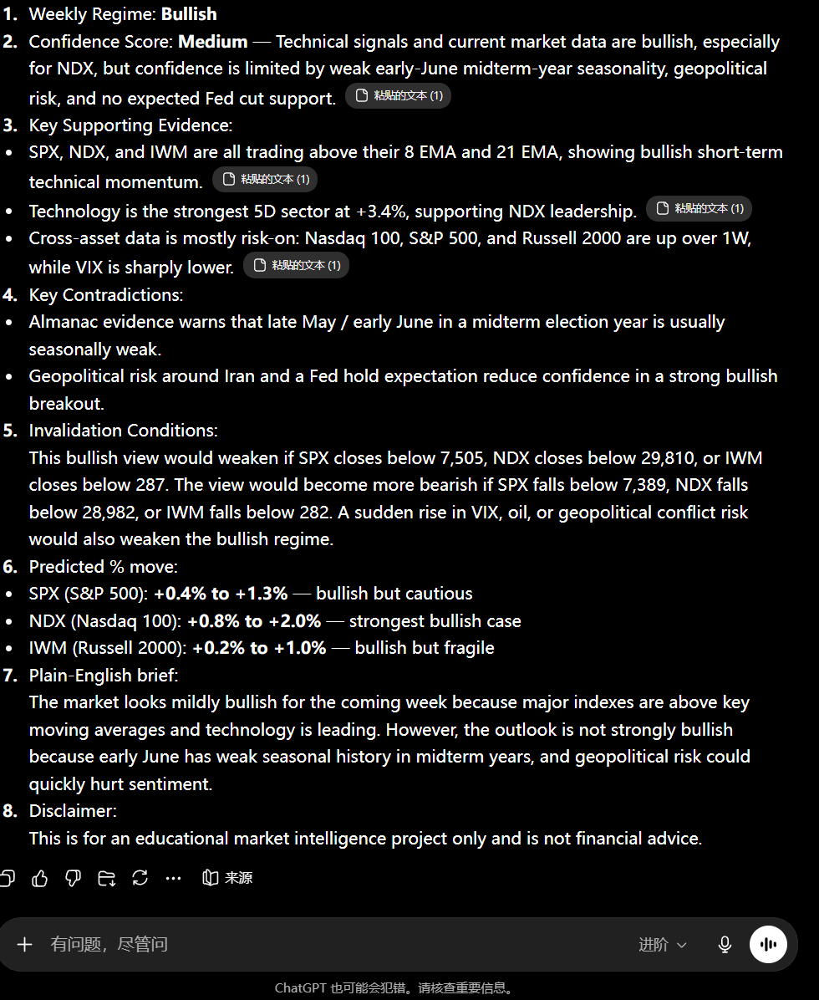 1. Weekly Regime: Bullish
2. Confidence Score: Medium — Technical signals and current market data are bullish, especially
for NDX, but confidence is limited by weak early-June midterm-year seasonality, geopolitical
risk, and no expected Fed cut support. 粘贴的文本 (1)
3. Key Supporting Evidence:
• SPX, NDX, and IWM are all trading above their 8 EMA and 21 EMA, showing bullish short-term
technical momentum. 粘贴的文本 (1)
• Technology is the strongest 5D sector at +3.4%, supporting NDX leadership. 粘贴的文本 (1)
• Cross-asset data is mostly risk-on: Nasdaq 100, S&P 500, and Russell 2000 are up over 1W,
while VIX is sharply lower. 粘贴的文本 (1)
4. Key Contradictions:
• Almanac evidence warns that late May / early June in a midterm election year is usually
seasonally weak.
• Geopolitical risk around Iran and a Fed hold expectation reduce confidence in a strong bullish
breakout.
5. Invalidation Conditions:
This bullish view would weaken if SPX closes below 7,505, NDX closes below 29,810, or IWM
closes below 287. The view would become more bearish if SPX falls below 7,389, NDX falls
below 28,982, or IWM falls below 282. A sudden rise in VIX, oil, or geopolitical conflict risk
would also weaken the bullish regime.
6. Predicted % move:
• SPX (S&P 500): +0.4% to +1.3% — bullish but cautious
• NDX (Nasdaq 100): +0.8% to +2.0% — strongest bullish case
• IWM (Russell 2000): +0.2% to +1.0% — bullish but fragile
7. Plain-English brief:
The market looks mildly bullish for the coming week because major indexes are above key
moving averages and technology is leading. However, the outlook is not strongly bullish
because early June has weak seasonal history in midterm years, and geopolitical risk could
quickly hurt sentiment.
8. Disclaimer:
This is for an educational market intelligence project only and is not financial advice.
来源
有问题，尽管问
进阶
ChatGPT 也可能会犯错。请核查重要信息。